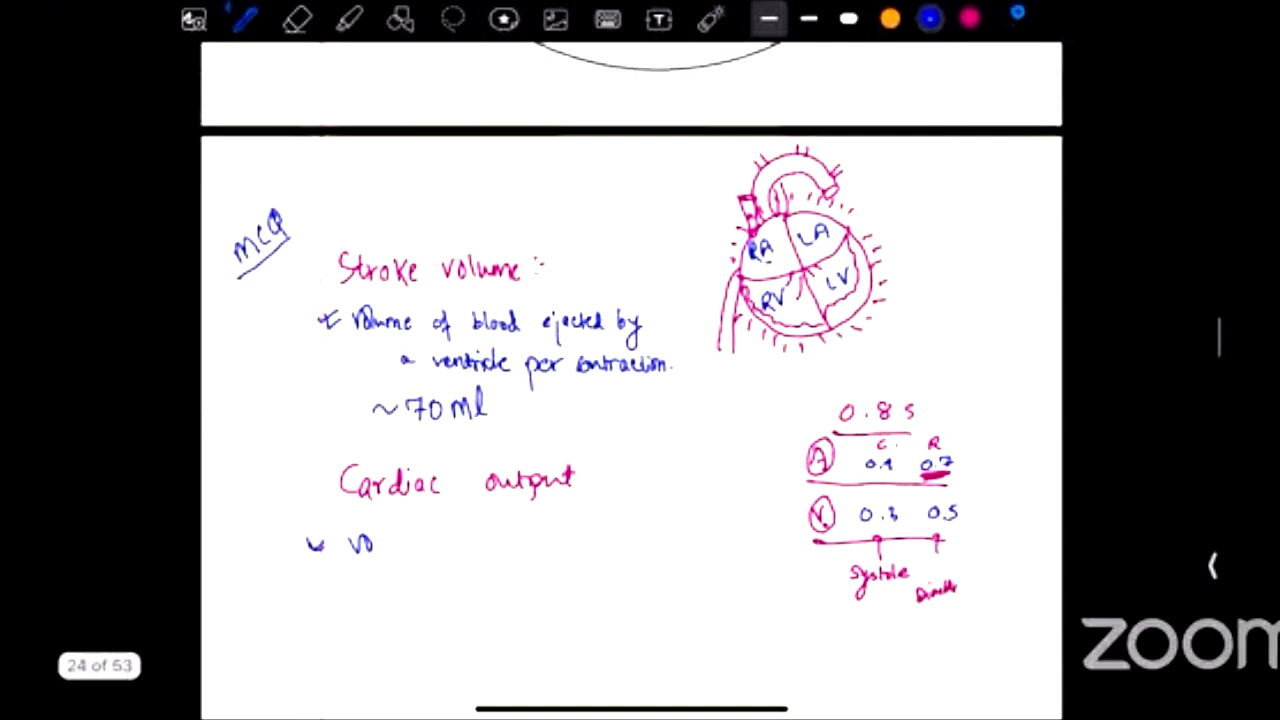 MCQ
Stroke volume :-
Volume of blood ejected by
a ventricle per contraction.
~70 ml
Cardiac output
vo
RA LA
RV LV
0.8 s
C. R
A 0.1 0.7
V. 0.3 0.5
Systole
24 of 53
zoom